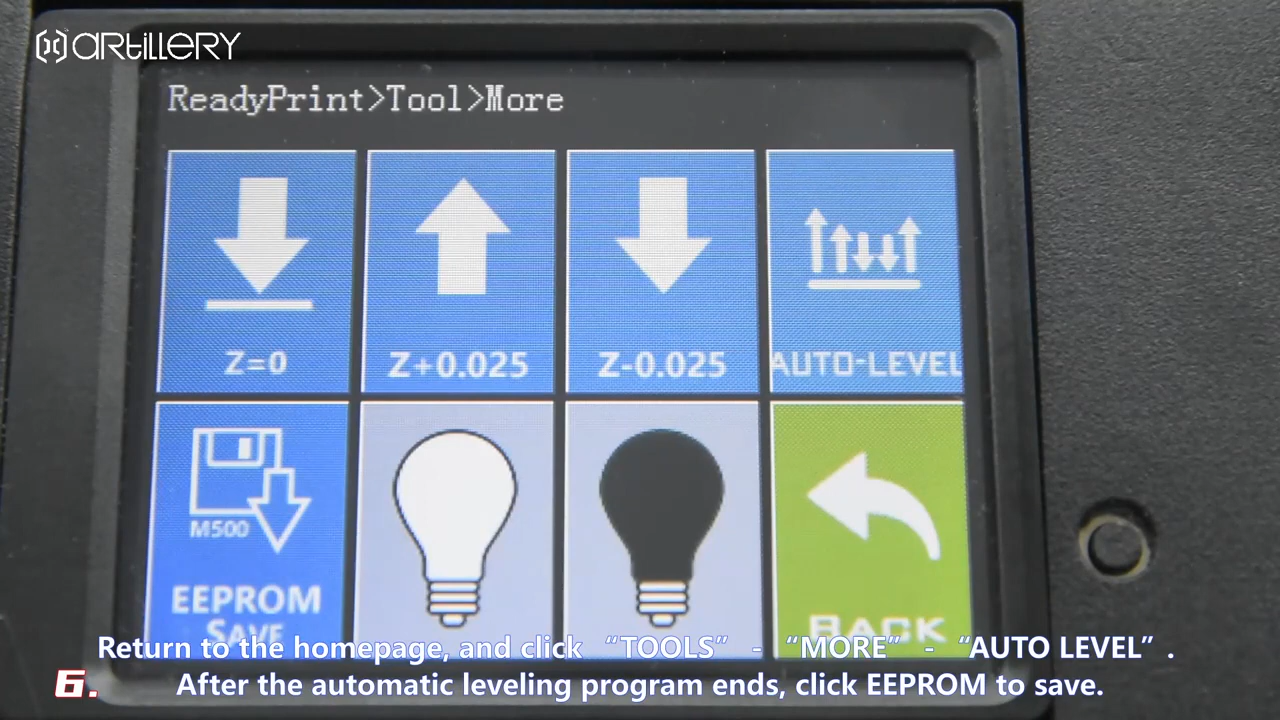 aRtillERY
ReadyPrint>Tool>More
Z=0
Z+0.025
Z-0.025
AUTO-LEVEL
M500
EEPROM
SAVE
BACK
Return to the homepage, and click “TOOLS” - “MORE” - “AUTO LEVEL” .
6. After the automatic leveling program ends, click EEPROM to save.